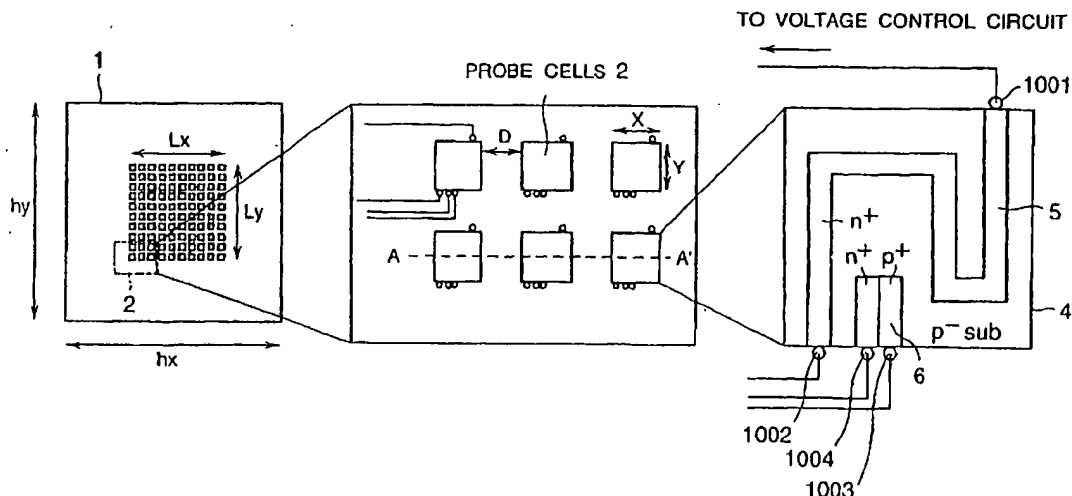 TO VOLTAGE CONTROL CIRCUIT
1
PROBE CELLS 2
1001
Lx
D
X
Y
hy
Ly
5
n+
n+ p+
A
A'
2
4
p- sub
6
hx
1002
1004
1003